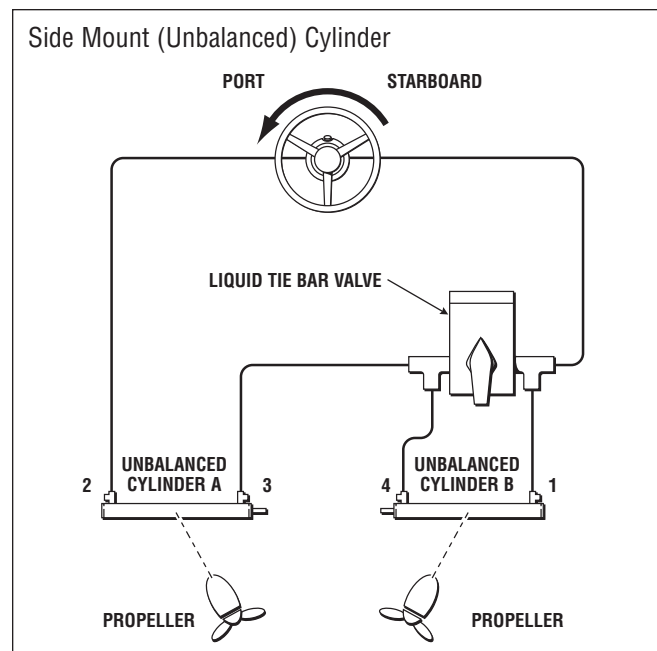 Side Mount (Unbalanced) Cylinder
PORT
STARBOARD
LIQUID TIE BAR VALVE
2
UNBALANCED
CYLINDER A
3
4
UNBALANCED
CYLINDER B
1
PROPELLER
PROPELLER